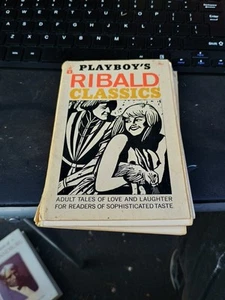 PLAYBOY'S
RIBALD
CLASSICS
ADULT TALES OF LOVE AND LAUGHTER
FOR READERS OF SOPHISTICATED TASTE